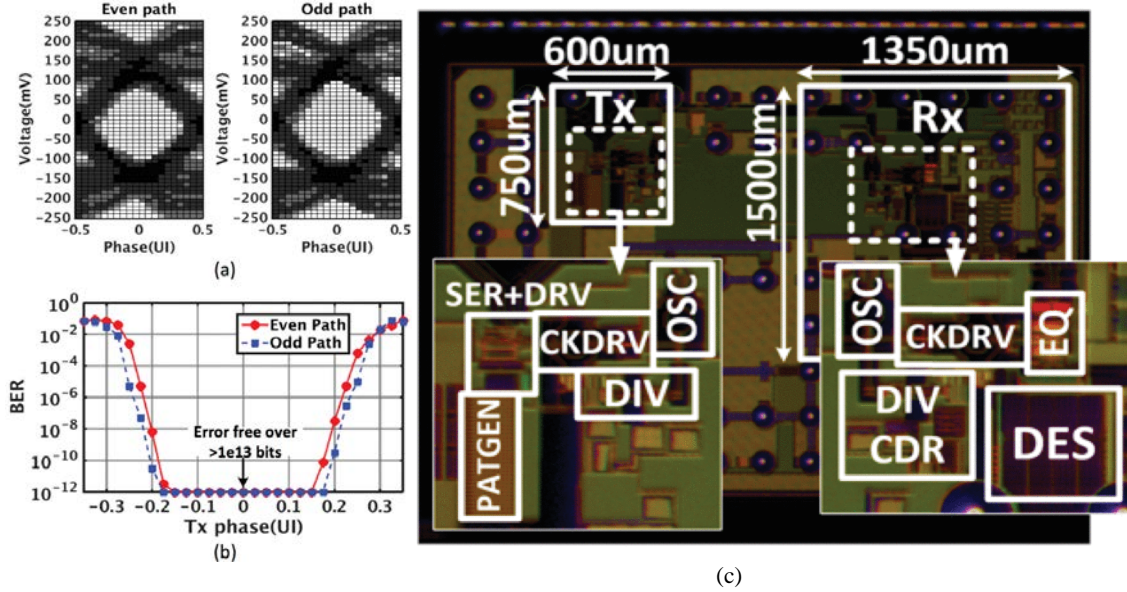 Even path
Odd path
Voltage(mV)
250
200
150
100
50
0
−50
−100
−150
−200
250
−0.5
0
0.5
Phase(UI)
Voltage(mV)
250
200
150
100
50
0
−50
−100
−150
−200
−250
−0.5
0
0.5
Phase(UI)
(a)
BER
10^0
10^-2
10^-4
10^-6
10^-8
10^-10
10^-12
Even Path
Odd Path
Error free over
>1e13 bits
−0.3
−0.2
−0.1
0
0.1
0.2
0.3
Tx phase(UI)
(b)
600um
1350um
750um
1500um
Tx
Rx
SER+DRV
OSC
CKDRV
DIV
PATGEN
OSC
CKDRV
EQ
DIV
CDR
DES
(c)